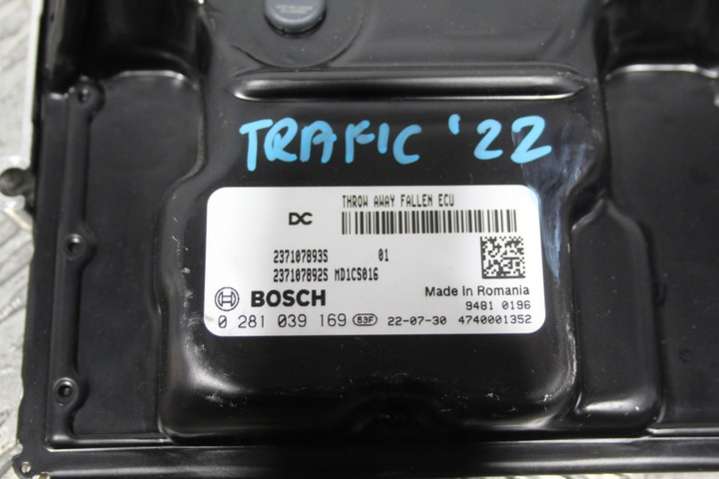 TRAFIC '22
THROW AWAY FALLEN ECU
DC
237107893S 01
237107892S MD1CS016
BOSCH
Made in Romania
9481 0196
0 281 039 169 S3F 22-07-30 4740001352